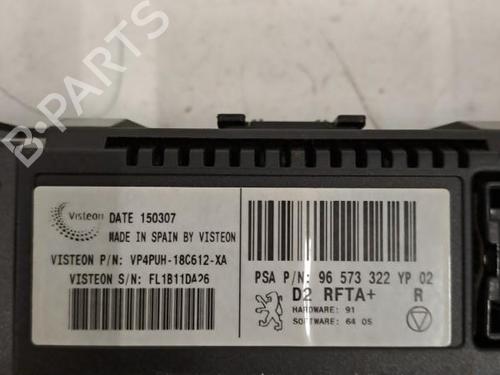 B-PARTS
Visteon
DATE 150307
MADE IN SPAIN BY VISTEON
VISTEON P/N: VP4PUH-18C612-XA
VISTEON S/N: FL1B11DA26
PSA P/N: 96 573 322 YP 02
D2 RFTA+ R
HARDWARE: 91
SOFTWARE: 64 05